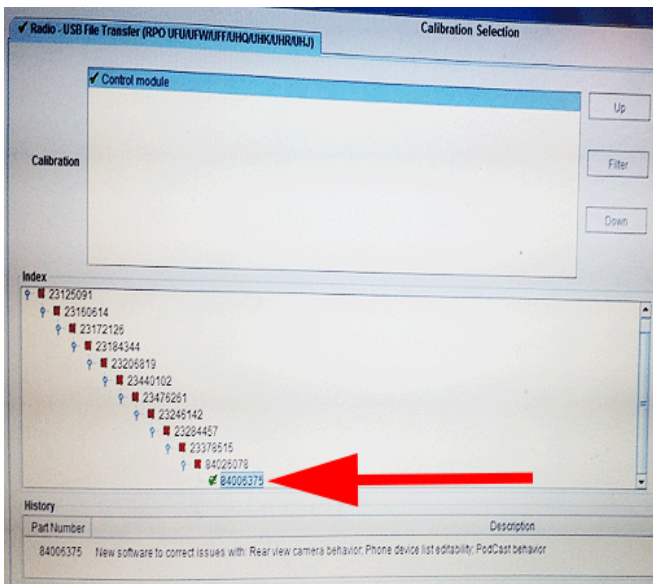 Radio - USB File Transfer (RPO UFU/UFW/UFF/UHQ/UHK/UHR/UHJ)
Calibration Selection
Control module
Up
Calibration
Filter
Down
Index
23125091
23160614
23172126
23184344
23205819
23440102
23476261
23246142
23284457
23378515
84025078
84006375
History
Part Number
Description
84006375 New software to correct issues with: Rear view camera behavior; Phone device list editability; PodCast behavior